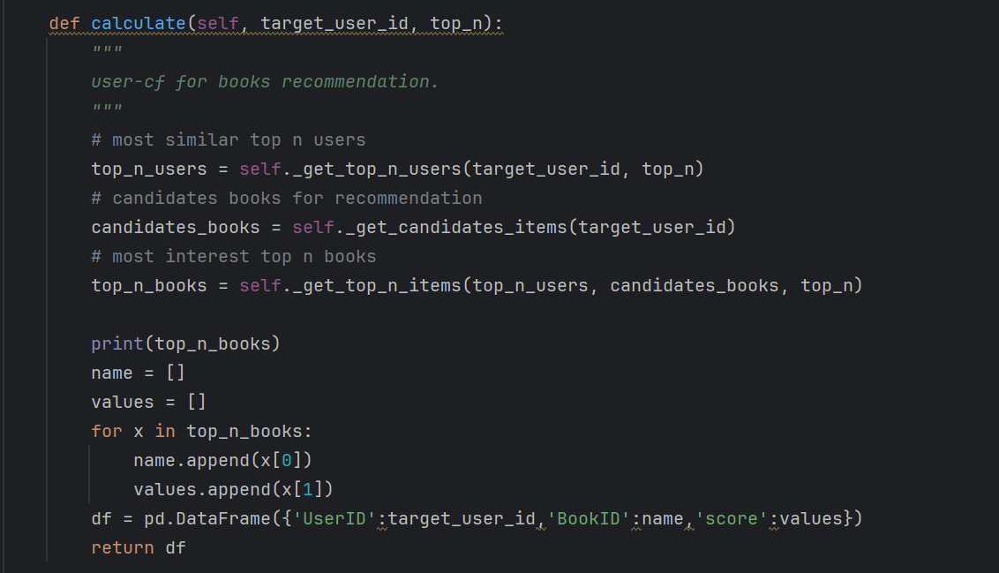 def calculate(self, target_user_id, top_n):
"""
user-cf for books recommendation.
"""
# most similar top n users
top_n_users = self._get_top_n_users(target_user_id, top_n)
# candidates books for recommendation
candidates_books = self._get_candidates_items(target_user_id)
# most interest top n books
top_n_books = self._get_top_n_items(top_n_users, candidates_books, top_n)
print(top_n_books)
name = []
values = []
for x in top_n_books:
name.append(x[0])
values.append(x[1])
df = pd.DataFrame({'UserID':target_user_id,'BookID':name,'score':values})
return df